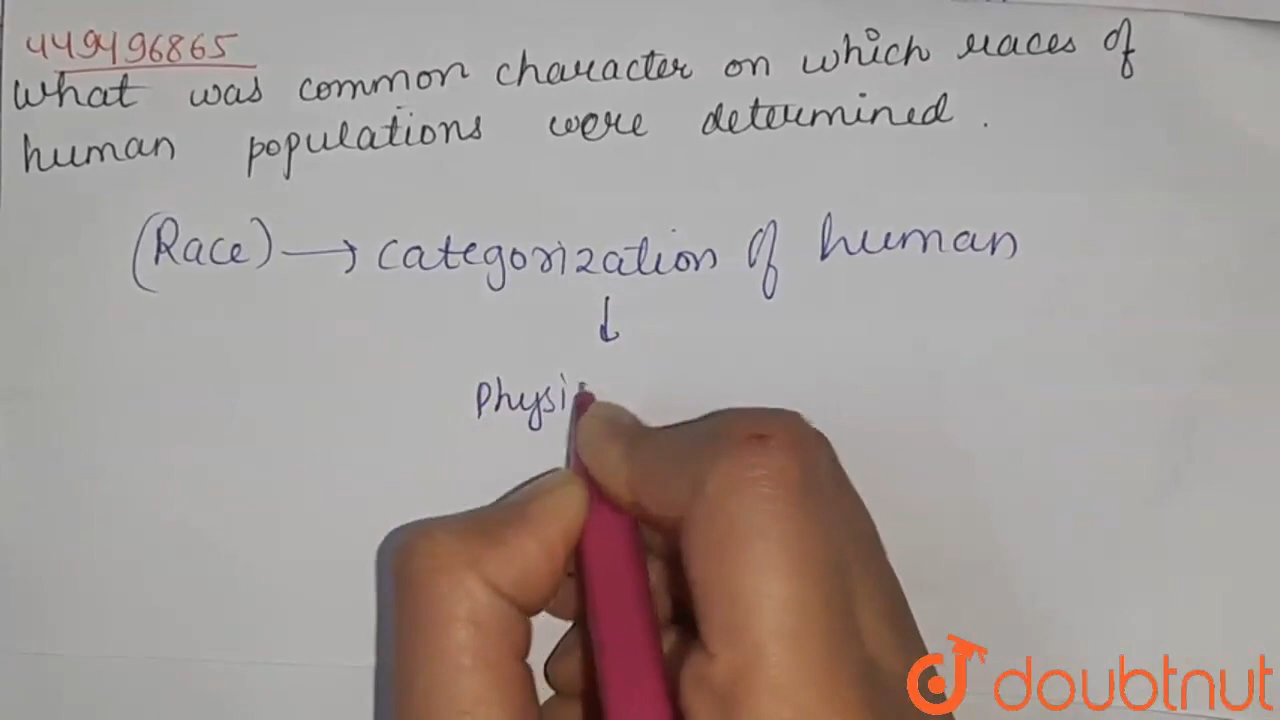 449496865
What was common character on which races of
human populations were determined.
(Race) → categorization of human
↓
Physi
doubtnut